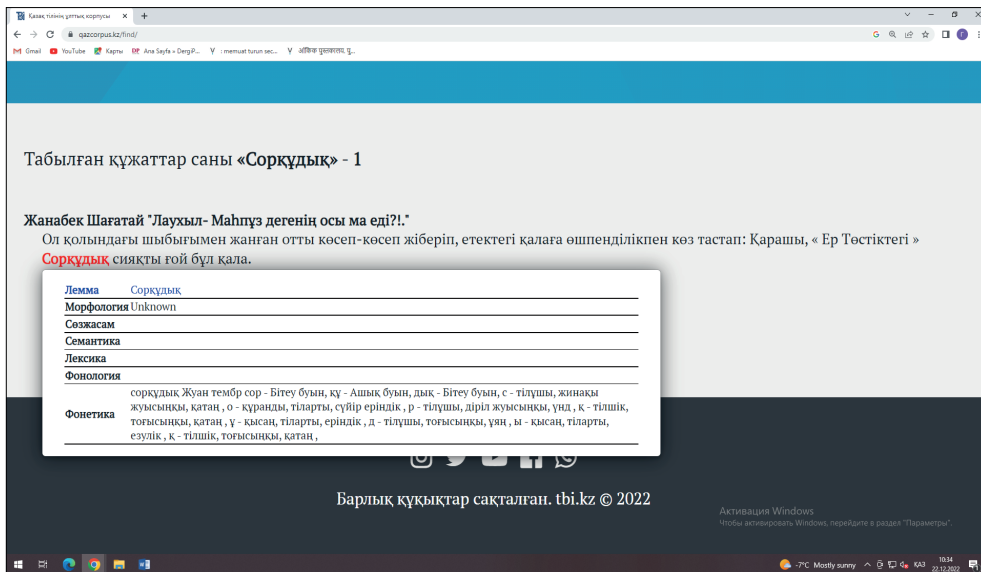 Қазақ тілінің ұлттық корпусы × +
qazcorpus.kz/find/
Gmail YouTube Карты Ana Sayfa » DergiP... : memuat turun sec... आंशिक
Табылған құжаттар саны «Сорқұдық» - 1
Жанабек Шағатай "Лаухыл- Маһпұз дегенің осы ма еді?!."
Ол қолындағы шыбығымен жанған отты көсеп-көсеп жіберіп, етектегі қалаға өшпенділікпен көз тастап: Қарашы, « Ер Төстіктегі »
Сорқұдық сияқты ғой бұл қала.
Лемма Сорқұдық
Морфология Unknown
Сөзжасам
Семантика
Лексика
Фонология
сорқұдық Жуан тембр сор - Бітеу буын, құ - Ашық буын, дық - Бітеу буын, с - тілұшы, жинақы
жуысыңқы, қатаң , о - құранды, тіларты, сүйір еріндік , р - тілұшы, діріл жуысыңқы, үнд , қ - тілшік,
Фонетика
тоғысыңқы, қатаң , ұ - қысаң, тіларты, еріндік , д - тілұшы, тоғысыңқы, ұяң , ы - қысаң, тіларты,
езулік , қ - тілшік, тоғысыңқы, қатаң ,
Барлық құқықтар сақталған. tbi.kz © 2022
Активация Windows
Чтобы активировать Windows, перейдите в раздел "Параметры".
-7°C Mostly sunny ҚАЗ 10:34
22.12.2022